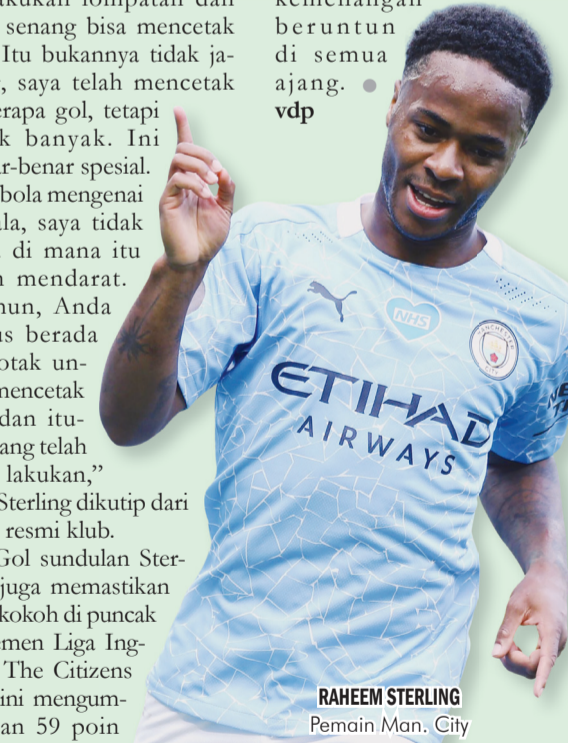 akukan lompatan dan
senang bisa mencetak
Itu bukannya tidak ja-
, saya telah mencetak
erapa gol, tetapi
k banyak. Ini
ar-benar spesial.
bola mengenai
ala, saya tidak
di mana itu
n mendarat.
mun, Anda
us berada
otak un-
mencetak
dan itu-
ang telah
lakukan,”
Sterling dikutip dari
resmi klub.
Gol sundulan Ster-
juga memastikan
kokoh di puncak
emen Liga Ing-
The Citizens
ini mengum-
an 59 poin
kemenangan
beruntun
di semua
ajang.
vdp
NHS
MANCHESTER
CITY
ETIHAD
AIRWAYS
RAHEEM STERLING
Pemain Man. City